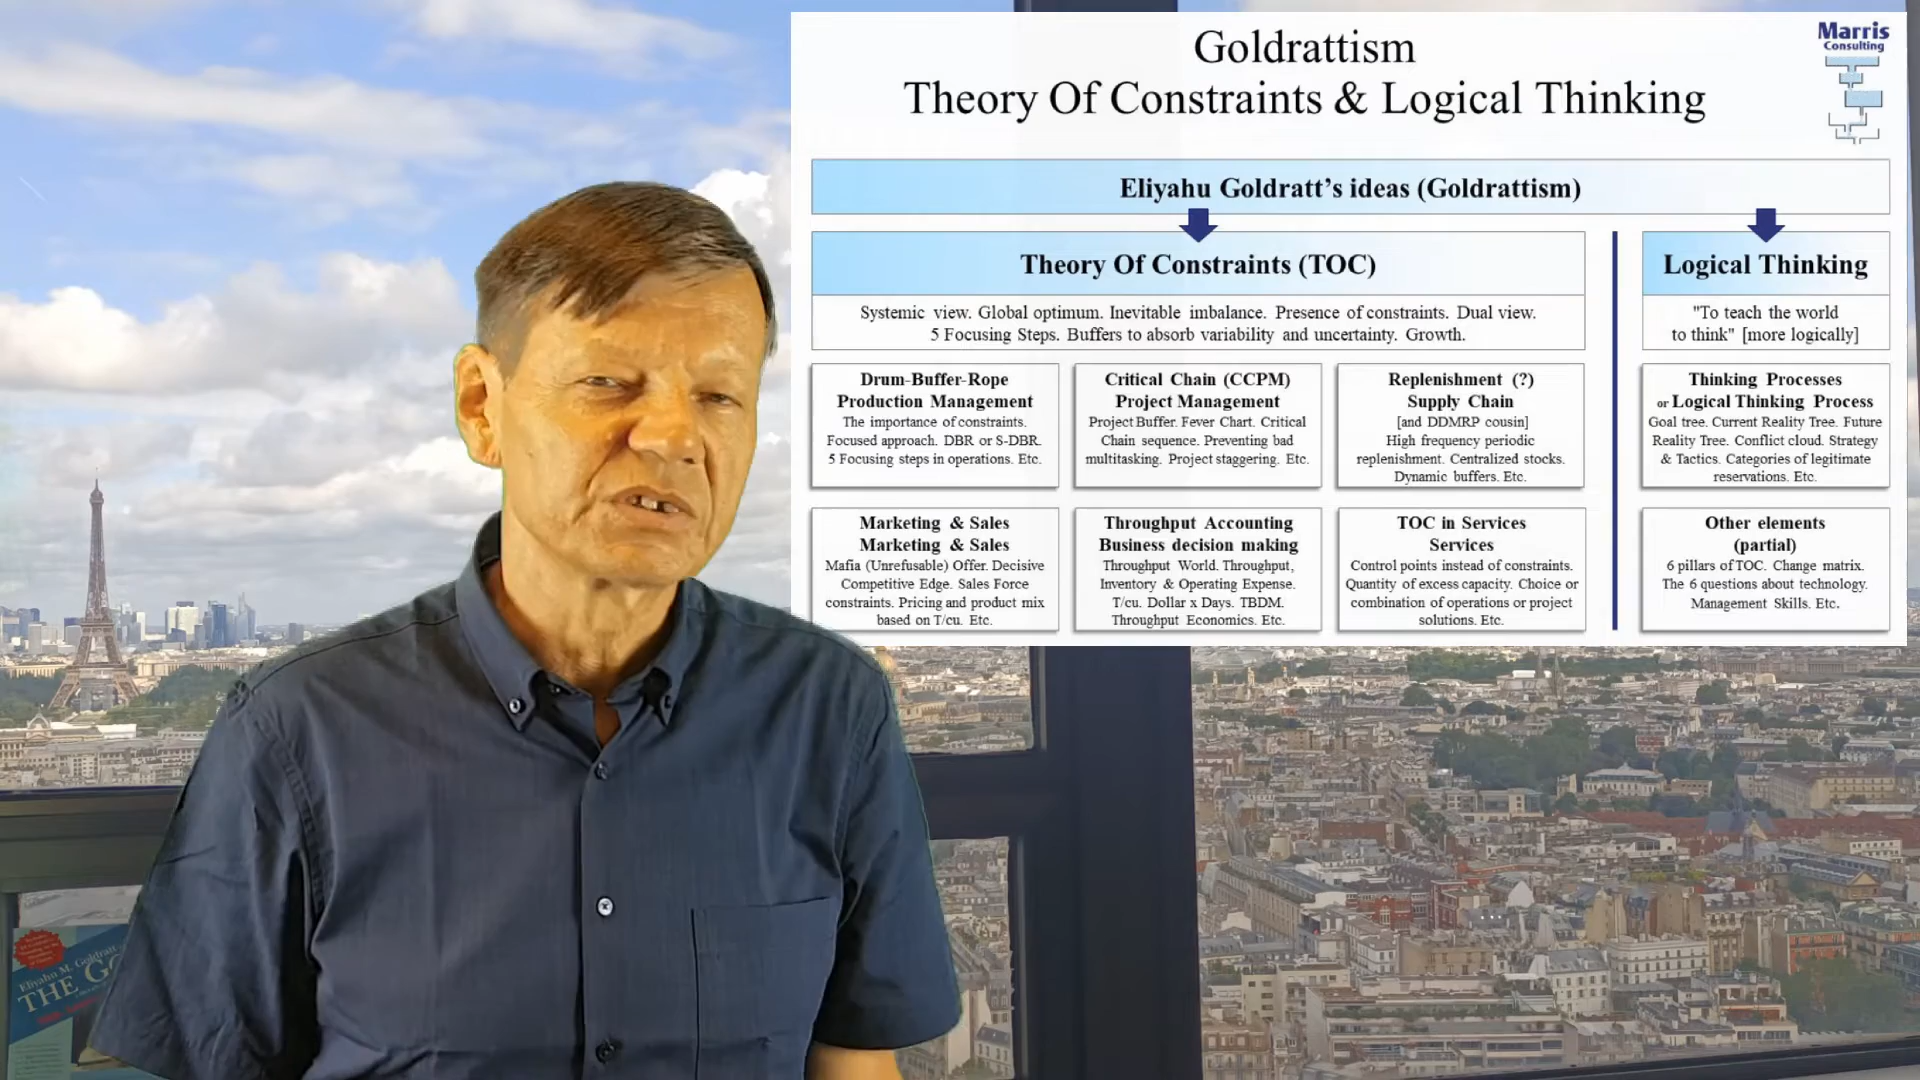 Goldrattism
Theory Of Constraints & Logical Thinking
Marris
Consulting
Eliyahu Goldratt's ideas (Goldrattism)
Theory Of Constraints (TOC)
Systemic view. Global optimum. Inevitable imbalance. Presence of constraints. Dual view.
5 Focusing Steps. Buffers to absorb variability and uncertainty. Growth.
Logical Thinking
"To teach the world
to think" [more logically]
Drum-Buffer-Rope
Production Management
The importance of constraints.
Focused approach. DBR or S-DBR.
5 Focusing steps in operations. Etc.
Critical Chain (CCPM)
Project Management
Project Buffer. Fever Chart. Critical
Chain sequence. Preventing bad
multitasking. Project staggering. Etc.
Replenishment (?)
Supply Chain
[and DDMRP cousin]
High frequency periodic
replenishment. Centralized stocks.
Dynamic buffers. Etc.
Thinking Processes
or Logical Thinking Process
Goal tree. Current Reality Tree. Future
Reality Tree. Conflict cloud. Strategy
& Tactics. Categories of legitimate
reservations. Etc.
Marketing & Sales
Marketing & Sales
Mafia (Unrefusable) Offer. Decisive
Competitive Edge. Sales Force
constraints. Pricing and product mix
based on T/cu. Etc.
Throughput Accounting
Business decision making
Throughput World. Throughput,
Inventory & Operating Expense.
T/cu. Dollar x Days. TBDM.
Throughput Economics. Etc.
TOC in Services
Services
Control points instead of constraints.
Quantity of excess capacity. Choice or
combination of operations or project
solutions. Etc.
Other elements
(partial)
6 pillars of TOC. Change matrix.
The 6 questions about technology.
Management Skills. Etc.
Eliyahu M. Goldratt
THE GO